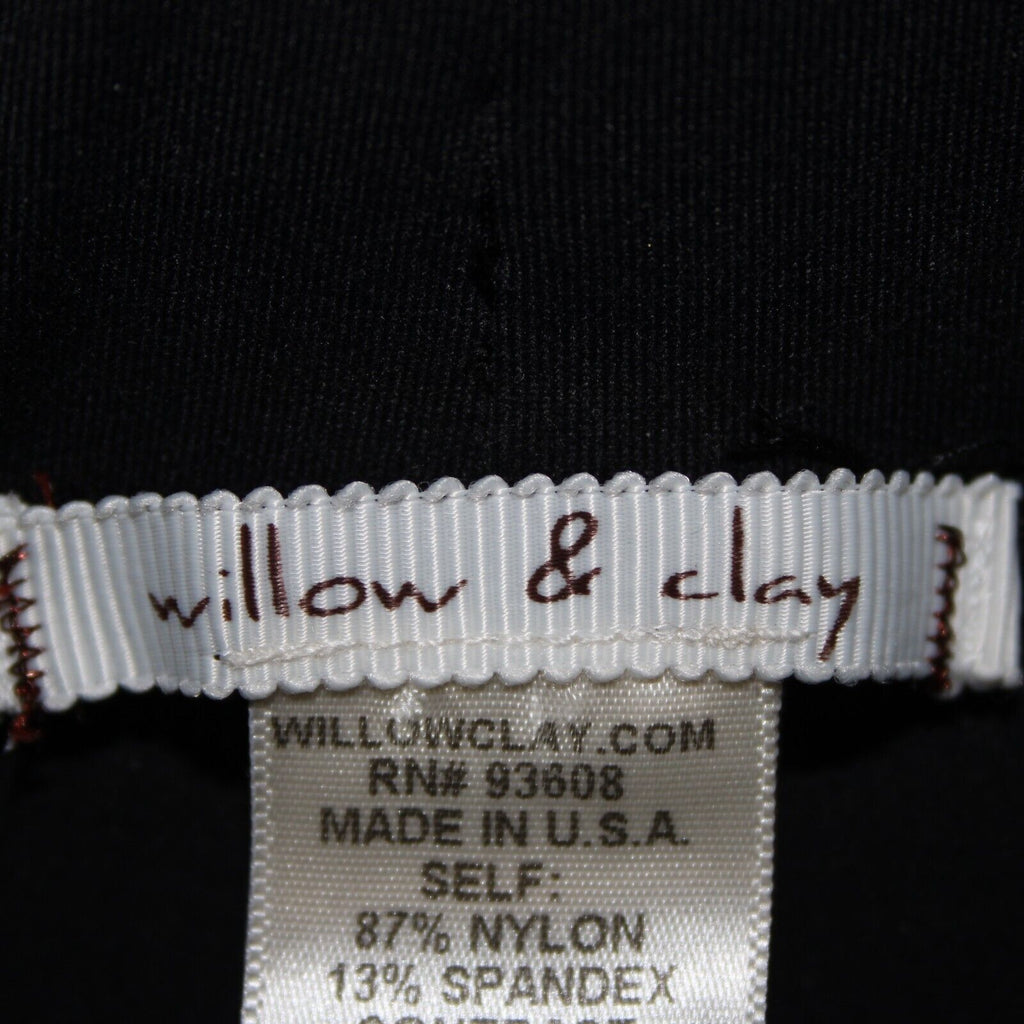 willow & clay
WILLOWCLAY.COM
RN# 93608
MADE IN U.S.A.
SELF:
87% NYLON
13% SPANDEX